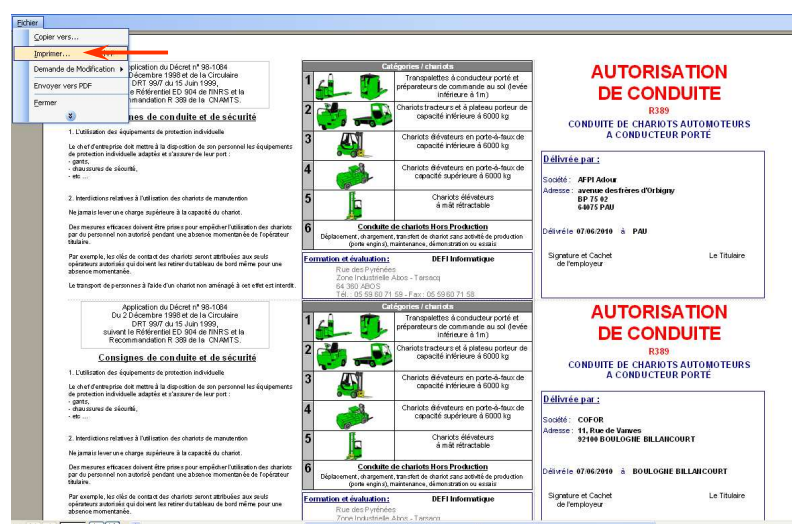 Fichier
Copier vers...
Imprimer...
Demande de Modification
Envoyer vers PDF
Fermer
Application du Décret n° 98-1084
Décembre 1998 et de la Circulaire
DRT 99/7 du 15 Juin 1999,
le Référentiel ED 904 de l'INRS et la
mmandation R 389 de la CNAMTS.
nes de conduite et de sécurité
1. L'utilisation des équipements de protection individuelle
Le chef d'entreprise doit mettre à la disposition de son personnel les équipements
de protection individuelle adaptés et s'assurer de leur port :
- gants,
- chaussures de sécurité,
- etc ...
2. Interdictions relatives à l'utilisation des chariots de manutention
Ne jamais lever une charge supérieure à la capacité du chariot.
Des mesures efficaces doivent être prises pour empêcher l'utilisation des chariots
par du personnel non autorisé pendant une absence momentanée de l'opérateur
titulaire.
Par exemple, les clés de contact des chariots seront attribuées aux seuls
opérateurs autorisés qui doivent les retirer du tableau de bord même pour une
absence momentanée.
Le transport de personnes à l'aide d'un chariot non aménagé à cet effet est interdit.
Catégories / chariots
1 Transpalettes à conducteur porté et
préparateurs de commande au sol (levée
inférieure à 1m)
2 Chariots tracteurs et à plateau porteur de
capacité inférieure à 6000 kg
3 Chariots élévateurs en porte-à-faux de
capacité inférieure à 6000 kg
4 Chariots élévateurs en porte-à-faux de
capacité supérieure à 6000 kg
5 Chariots élévateurs
à mât rétractable
6 Conduite de chariots Hors Production
Déplacement, chargement, transfert de chariot sans activité de production
(porte engins), maintenance, démonstration ou essais
Formation et évaluation : DEFI Informatique
Rue des Pyrénées
Zone Industrielle Abos - Tarsacq
64 360 ABOS
Tél. : 05 59 60 71 59 - Fax : 05 59 60 71 58
AUTORISATION
DE CONDUITE
R389
CONDUITE DE CHARIOTS AUTOMOTEURS
A CONDUCTEUR PORTÉ
Délivrée par :
Société : AFPI Adour
Adresse : avenue des frères d'Orbigny
BP 75 02
64075 PAU
Délivré le 07/06/2010 à PAU
Signature et Cachet Le Titulaire
de l'employeur
Application du Décret n° 98-1084
Du 2 Décembre 1998 et de la Circulaire
DRT 99/7 du 15 Juin 1999,
suivant le Référentiel ED 904 de l'INRS et la
Recommandation R 389 de la CNAMTS.
Consignes de conduite et de sécurité
1. L'utilisation des équipements de protection individuelle
Le chef d'entreprise doit mettre à la disposition de son personnel les équipements
de protection individuelle adaptés et s'assurer de leur port :
- gants,
- chaussures de sécurité,
- etc ...
2. Interdictions relatives à l'utilisation des chariots de manutention
Ne jamais lever une charge supérieure à la capacité du chariot.
Des mesures efficaces doivent être prises pour empêcher l'utilisation des chariots
par du personnel non autorisé pendant une absence momentanée de l'opérateur
titulaire.
Par exemple, les clés de contact des chariots seront attribuées aux seuls
opérateurs autorisés qui doivent les retirer du tableau de bord même pour une
absence momentanée.
Catégories / chariots
1 Transpalettes à conducteur porté et
préparateurs de commande au sol (levée
inférieure à 1m)
2 Chariots tracteurs et à plateau porteur de
capacité inférieure à 6000 kg
3 Chariots élévateurs en porte-à-faux de
capacité inférieure à 6000 kg
4 Chariots élévateurs en porte-à-faux de
capacité supérieure à 6000 kg
5 Chariots élévateurs
à mât rétractable
6 Conduite de chariots Hors Production
Déplacement, chargement, transfert de chariot sans activité de production
(porte engins), maintenance, démonstration ou essais
Formation et évaluation : DEFI Informatique
Rue des Pyrénées
Zone Industrielle Abos - Tarsacq
AUTORISATION
DE CONDUITE
R389
CONDUITE DE CHARIOTS AUTOMOTEURS
A CONDUCTEUR PORTÉ
Délivrée par :
Société : COFOR
Adresse : 11, Rue de Vanves
92100 BOULOGNE BILLANCOURT
Délivré le 07/06/2010 à BOULOGNE BILLANCOURT
Signature et Cachet Le Titulaire
de l'employeur